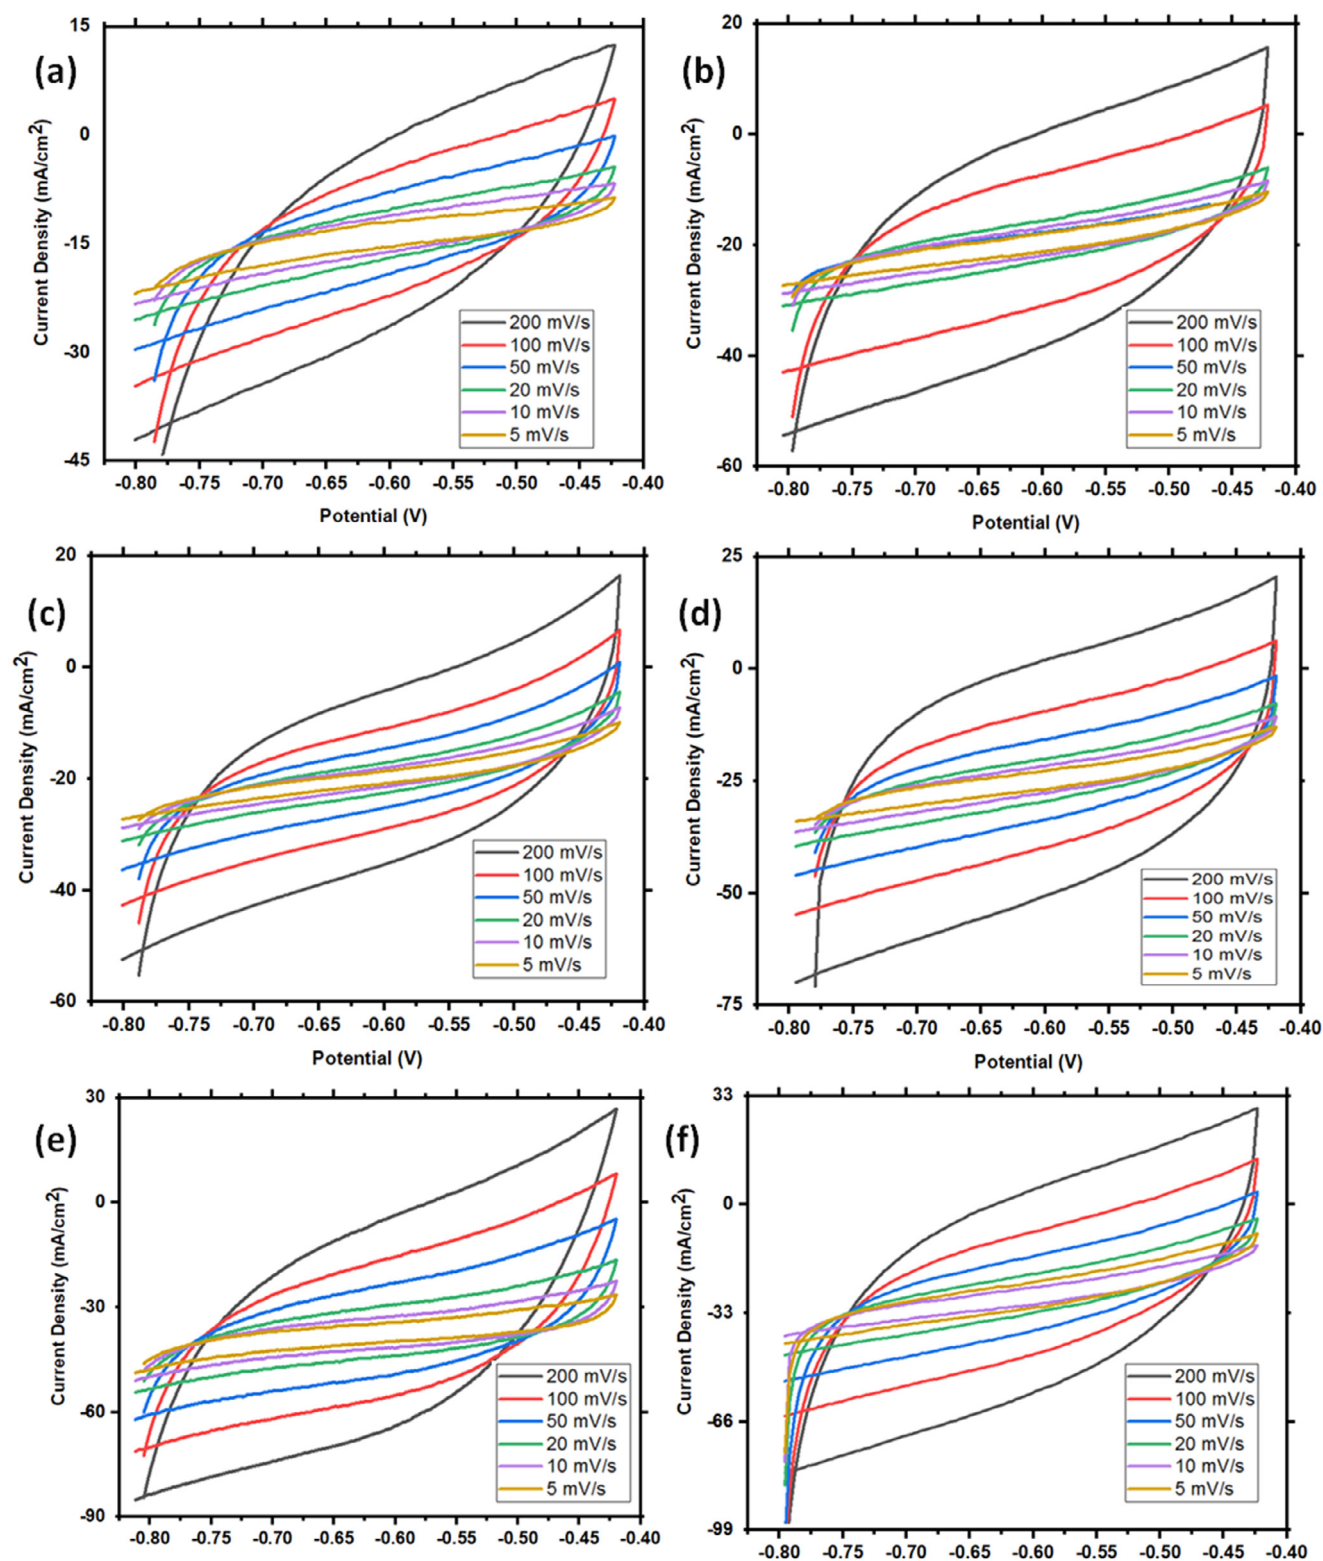 (a)
15
0
-15
-30
-45
Current Density (mA/cm2)
200 mV/s
100 mV/s
50 mV/s
20 mV/s
10 mV/s
5 mV/s
-0.80 -0.75 -0.70 -0.65 -0.60 -0.55 -0.50 -0.45 -0.40
Potential (V)
(b)
20
0
-20
-40
-60
Current Density (mA/cm2)
200 mV/s
100 mV/s
50 mV/s
20 mV/s
10 mV/s
5 mV/s
-0.80 -0.75 -0.70 -0.65 -0.60 -0.55 -0.50 -0.45 -0.40
Potential (V)
(c)
20
0
-20
-40
-60
Current Density (mA/cm2)
200 mV/s
100 mV/s
50 mV/s
20 mV/s
10 mV/s
5 mV/s
-0.80 -0.75 -0.70 -0.65 -0.60 -0.55 -0.50 -0.45 -0.40
Potential (V)
(d)
25
0
-25
-50
-75
Current Density (mA/cm2)
200 mV/s
100 mV/s
50 mV/s
20 mV/s
10 mV/s
5 mV/s
-0.80 -0.75 -0.70 -0.65 -0.60 -0.55 -0.50 -0.45 -0.40
Potential (V)
(e)
30
0
-30
-60
-90
Current Density (mA/cm2)
200 mV/s
100 mV/s
50 mV/s
20 mV/s
10 mV/s
5 mV/s
-0.80 -0.75 -0.70 -0.65 -0.60 -0.55 -0.50 -0.45 -0.40
(f)
33
0
-33
-66
-99
Current Density (mA/cm2)
200 mV/s
100 mV/s
50 mV/s
20 mV/s
10 mV/s
5 mV/s
-0.80 -0.75 -0.70 -0.65 -0.60 -0.55 -0.50 -0.45 -0.40